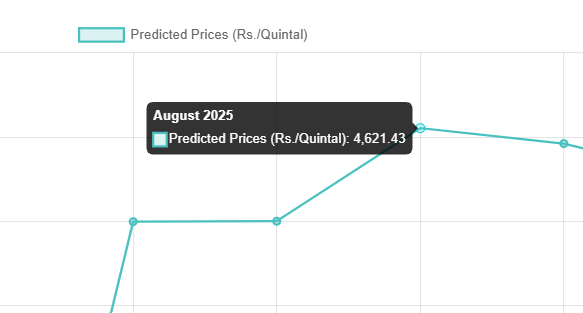 Predicted Prices (Rs./Quintal)
August 2025
Predicted Prices (Rs./Quintal): 4,621.43